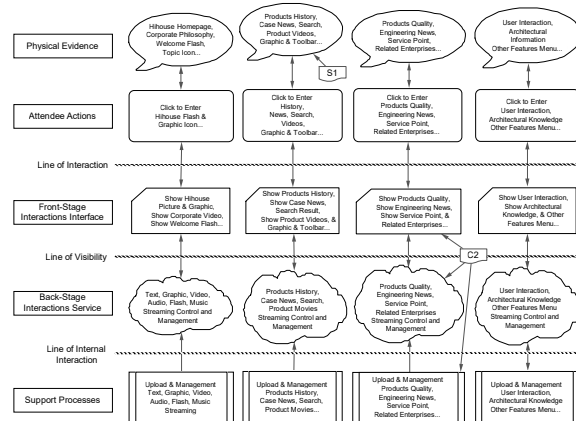 Physical Evidence
Hihouse Homepage,
Corporate Philosophy,
Welcome Flash,
Topic Icon...
Products History,
Case News, Search,
Product Videos,
Graphic & Toolbar...
Products Quality,
Engineering News,
Service Point,
Related Enterprises...
User Interaction,
Architectural
Information
Other Features Menu...
S1
Attendee Actions
Click to Enter
Hihouse Flash &
Graphic Icon...
Click to Enter
History,
News, Search,
Videos,
Graphic & Toolbar...
Click to Enter
Products Quality,
Engineering News,
Service Point,
Related Enterprises...
Click to Enter
User Interaction,
Architectural Knowledge
Other Features Menu...
Line of Interaction
Front-Stage
Interactions Interface
Show Hihouse
Picture & Graphic,
Show Corporate Video,
Show Welcome Flash...
Show Products History,
Show Case News,
Search Result,
Show Product Videos, &
Graphic & Toolbar...
Show Products Quality,
Show Engineering News,
Show Service Point, &
Related Enterprises...
Show User Interaction,
Show Architectural
Knowledge, & Other
Features Menu...
Line of Visibility
C2
Back-Stage
Interactions Service
Text, Graphic, Video,
Audio, Flash, Music
Streaming Control and
Management
Products History,
Case News, Search,
Product Movies
Streaming Control and
Management
Products Quality,
Engineering News,
Service Point,
Related Enterprises
Streaming Control and
Management
User Interaction,
Architectural Knowledge
Other Features Menu
Streaming Control and
Management
Line of Internal
Interaction
Support Processes
Upload & Management
Text, Graphic, Video,
Audio, Flash, Music
Streaming
Upload & Management
Products History,
Case News, Search,
Product Movies...
Upload & Management
Products Quality,
Engineering News,
Service Point,
Related Enterprises...
Upload & Management
User Interaction,
Architectural Knowledge
Other Features Menu...